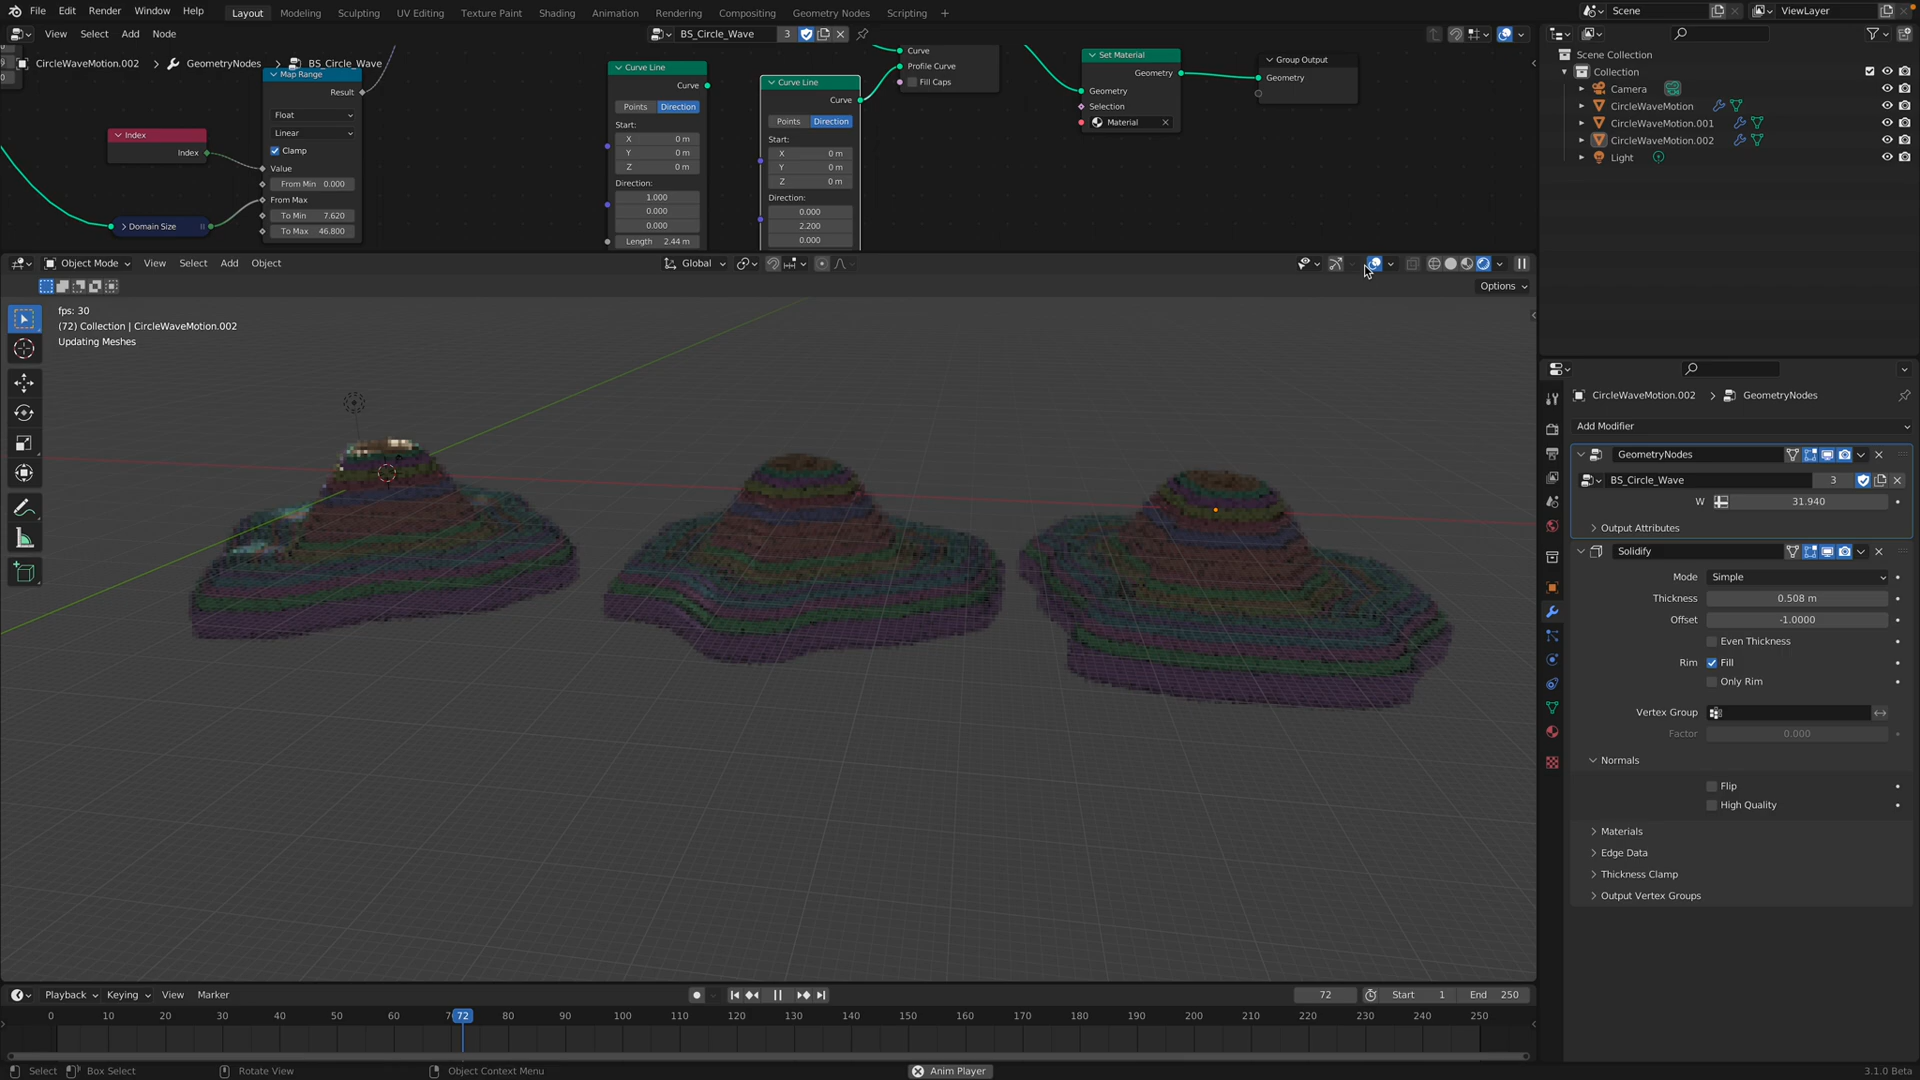 File Edit Render Window Help Layout Modeling Sculpting UV Editing Texture Paint Shading Animation Rendering Compositing Geometry Nodes Scripting + Scene ViewLayer
View Select Add Node BS_Circle_Wave 3
CircleWaveMotion.002 > GeometryNodes > BS_Circle_Wave
Map Range
Result
Float
Linear
Clamp
Value
From Min 0.000
From Max
To Min 7.620
To Max 46.800
Index
Index
Domain Size
Curve Line
Curve
Points Direction
Start:
X 0 m
Y 0 m
Z 0 m
Direction:
1.000
0.000
0.000
Length 2.44 m
Curve Line
Curve
Points Direction
Start:
X 0 m
Y 0 m
Z 0 m
Direction:
0.000
2.200
0.000
Curve
Profile Curve
Fill Caps
Set Material
Geometry
Geometry
Selection
Material
Group Output
Geometry
Scene Collection
Collection
Camera
CircleWaveMotion
CircleWaveMotion.001
CircleWaveMotion.002
Light
Object Mode View Select Add Object Global
Options
fps: 30
(72) Collection | CircleWaveMotion.002
Updating Meshes
CircleWaveMotion.002 > GeometryNodes
Add Modifier
GeometryNodes
BS_Circle_Wave 3
W 31.940
Output Attributes
Solidify
Mode Simple
Thickness 0.508 m
Offset -1.0000
Even Thickness
Rim Fill
Only Rim
Vertex Group
Factor 0.000
Normals
Flip
High Quality
Materials
Edge Data
Thickness Clamp
Output Vertex Groups
Playback Keying View Marker 72 Start 1 End 250
0 10 20 30 40 50 60 7 72 80 90 100 110 120 130 140 150 160 170 180 190 200 210 220 230 240 250
Select Box Select Rotate View Object Context Menu Anim Player 3.1.0 Beta